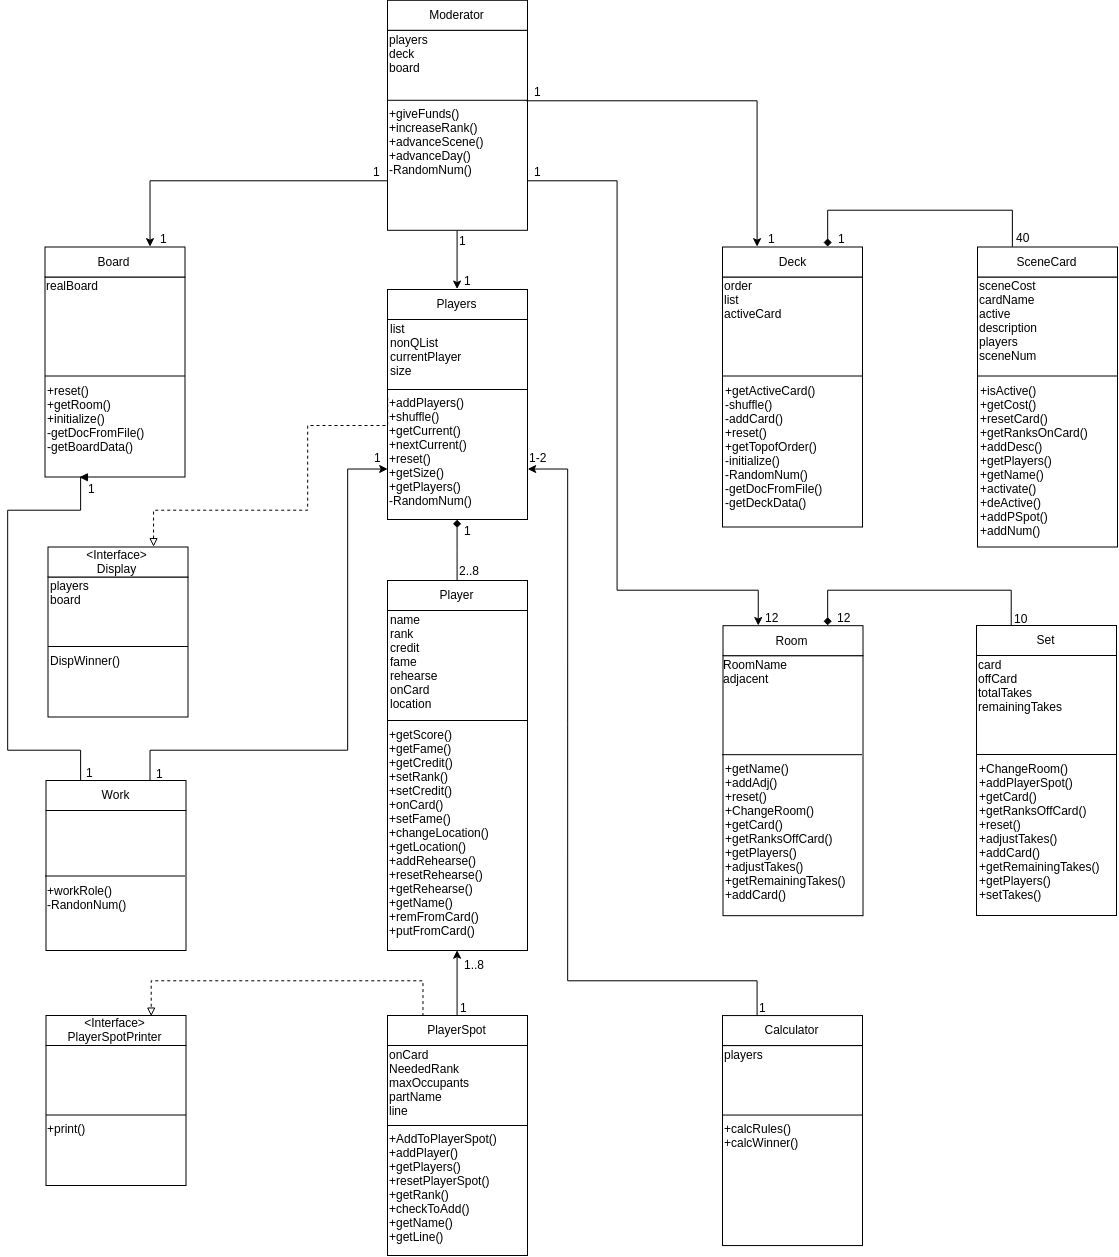 Moderator
players
deck
board
+giveFunds()
+increaseRank()
+advanceScene()
+advanceDay()
-RandomNum()
1
1
1
1
1
1
1
1
40
Board
realBoard
+reset()
+getRoom()
+initialize()
-getDocFromFile()
-getBoardData()
1
1
Players
list
nonQList
currentPlayer
size
+addPlayers()
+shuffle()
+getCurrent()
+nextCurrent()
+reset()
+getSize()
+getPlayers()
-RandomNum()
1
1-2
1
2..8
Deck
order
list
activeCard
+getActiveCard()
-shuffle()
-addCard()
+reset()
+getTopofOrder()
-initialize()
-RandomNum()
-getDocFromFile()
-getDeckData()
SceneCard
sceneCost
cardName
active
description
players
sceneNum
+isActive()
+getCost()
+resetCard()
+getRanksOnCard()
+addDesc()
+getPlayers()
+getName()
+activate()
+deActive()
+addPSpot()
+addNum()
<Interface>
Display
players
board
DispWinner()
Player
name
rank
credit
fame
rehearse
onCard
location
+getScore()
+getFame()
+getCredit()
+setRank()
+setCredit()
+onCard()
+setFame()
+changeLocation()
+getLocation()
+addRehearse()
+resetRehearse()
+getRehearse()
+getName()
+remFromCard()
+putFromCard()
12
12
10
Room
RoomName
adjacent
+getName()
+addAdj()
+reset()
+ChangeRoom()
+getCard()
+getRanksOffCard()
+getPlayers()
+adjustTakes()
+getRemainingTakes()
+addCard()
Set
card
offCard
totalTakes
remainingTakes
+ChangeRoom()
+addPlayerSpot()
+getCard()
+getRanksOffCard()
+reset()
+adjustTakes()
+addCard()
+getRemainingTakes()
+getPlayers()
+setTakes()
1
1
Work
+workRole()
-RandonNum()
1..8
1
1
<Interface>
PlayerSpotPrinter
+print()
PlayerSpot
onCard
NeededRank
maxOccupants
partName
line
+AddToPlayerSpot()
+addPlayer()
+getPlayers()
+resetPlayerSpot()
+getRank()
+checkToAdd()
+getName()
+getLine()
Calculator
players
+calcRules()
+calcWinner()